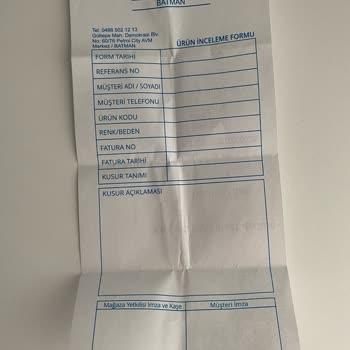 BATMAN
Tel: 0488 502 12 13
Gültepe Mah. Demokrasi Blv.
No: 60/76 Petrol City AVM
Merkez / BATMAN
ÜRÜN İNCELEME FORMU
FORM TARİHİ
REFERANS NO
MÜŞTERİ ADI / SOYADI
MÜŞTERİ TELEFONU
ÜRÜN KODU
RENK/BEDEN
FATURA NO
FATURA TARİHİ
KUSUR TANIMI
KUSUR AÇIKLAMASI
Mağaza Yetkilisi İmza ve Kaşe
Müşteri İmza